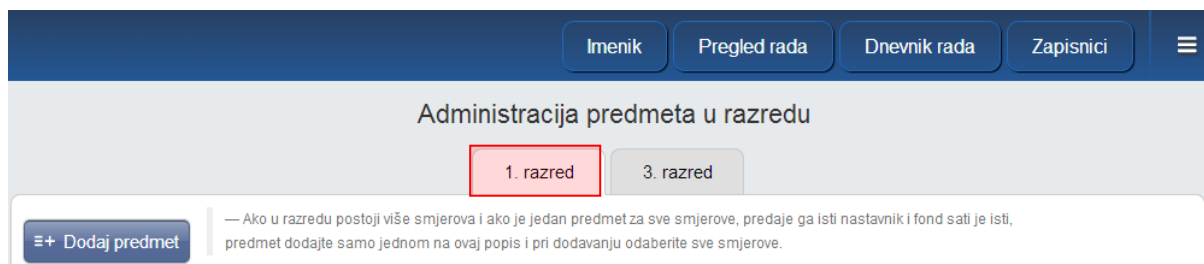 Imenik Pregled rada Dnevnik rada Zapisnici
Administracija predmeta u razredu
1. razred 3. razred
Dodaj predmet
— Ako u razredu postoji više smjerova i ako je jedan predmet za sve smjerove, predaje ga isti nastavnik i fond sati je isti,
predmet dodajte samo jednom na ovaj popis i pri dodavanju odaberite sve smjerove.